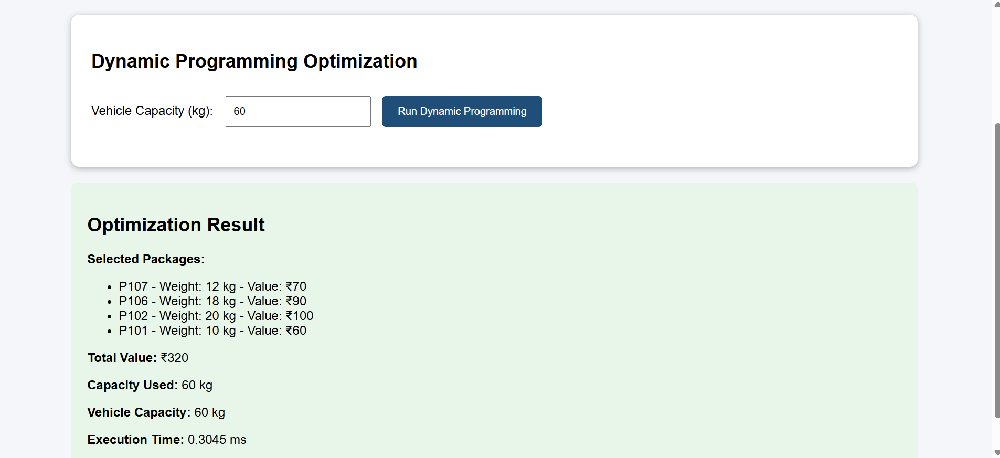 Dynamic Programming Optimization
Vehicle Capacity (kg): 60 Run Dynamic Programming
Optimization Result
Selected Packages:
• P107 - Weight: 12 kg - Value: ₹70
• P106 - Weight: 18 kg - Value: ₹90
• P102 - Weight: 20 kg - Value: ₹100
• P101 - Weight: 10 kg - Value: ₹60
Total Value: ₹320
Capacity Used: 60 kg
Vehicle Capacity: 60 kg
Execution Time: 0.3045 ms